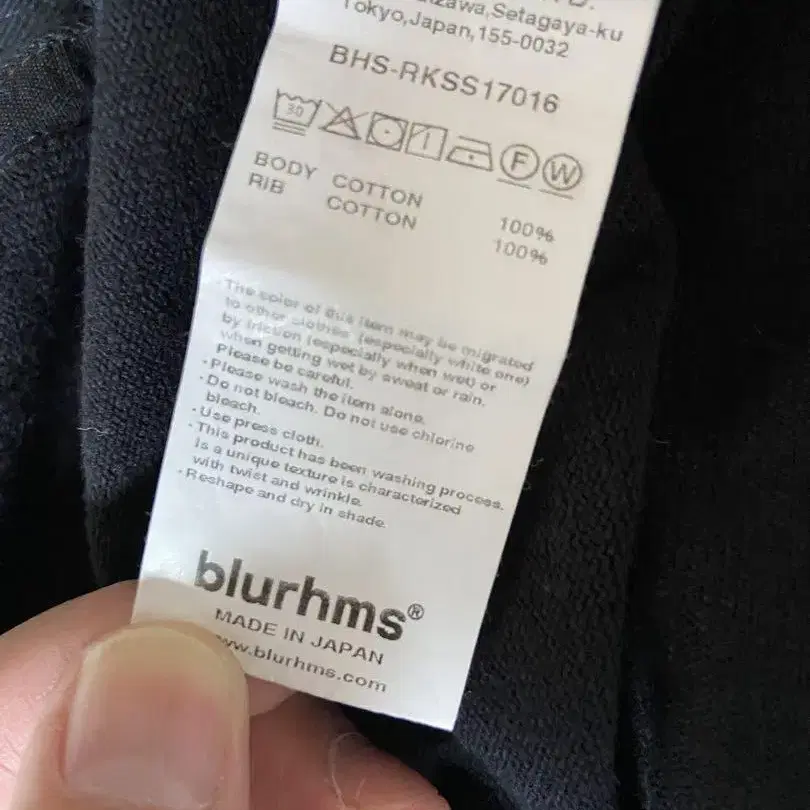 Setagaya-ku
Tokyo,Japan,155-0032
BHS-RKSS17016
30
F W
BODY COTTON 100%
RIB COTTON 100%
·The color of this item may be migrated
to other clothes (especially white one)
by friction (especially when wet) or
when getting wet by sweat or rain.
Please be careful.
·Please wash the item alone.
·Do not bleach. Do not use chlorine
bleach.
·Use press cloth.
·This product has been washing process.
Is a unique texture is characterized
with twist and wrinkle.
·Reshape and dry in shade.
blurhms®
MADE IN JAPAN
www.blurhms.com